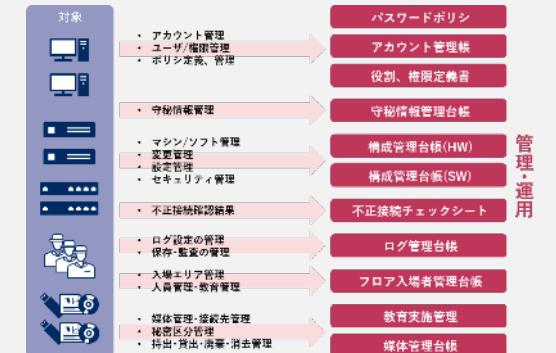 対象
・ アカウント管理
・ ユーザ/権限管理
・ ポリシ定義、管理
パスワードポリシ
アカウント管理帳
役割、権限定義書
・ 守秘情報管理
守秘情報管理台帳
・ マシン/ソフト管理
・ 変更管理
・ 設定管理
・ セキュリティ管理
構成管理台帳(HW)
構成管理台帳(SW)
・ 不正接続確認結果
不正接続チェックシート
・ ログ設定の管理
・ 保存・監査の管理
ログ管理台帳
・ 入場エリア管理
・ 人員管理・教育管理
フロア入場者管理台帳
・ 媒体管理・接続先管理
・ 秘密区分管理
・ 持出・貸出・廃棄・消去管理
教育実施管理
媒体管理台帳
管理・運用